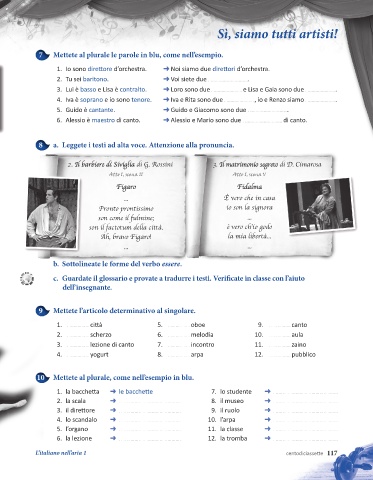 Sì, siamo tutti artisti!
7 Mettete al plurale le parole in blu, come nell'esempio.
1. Io sono direttore d'orchestra. ➜ Noi siamo due direttori d'orchestra.
2. Tu sei baritono. ➜ Voi siete due ....................
3. Lui è basso e Lisa è contralto. ➜ Loro sono due .................... e Lisa e Gaia sono due ....................
4. Iva è soprano e io sono tenore. ➜ Iva e Rita sono due ...................., io e Renzo siamo ....................
5. Guido è cantante. ➜ Guido e Giacomo sono due ....................
6. Alessio è maestro di canto. ➜ Alessio e Mario sono due .................... di canto.
8 a. Leggete i testi ad alta voce. Attenzione alla pronuncia.
2. Il barbiere di Siviglia di G. Rossini
Atto I, scena II
Figaro
...
Pronto prontissimo
son come il fulmine;
son il factotum della città.
Ah, bravo Figaro!
...
3. Il matrimonio segreto di D. Cimarosa
Atto I, scena V
Fidalma
È vero che in casa
io son la signora
...
è vero ch'io godo
la mia libertà...
...
b. Sottolineate le forme del verbo essere.
c. Guardate il glossario e provate a tradurre i testi. Verificate in classe con l'aiuto
dell'insegnante.
9 Mettete l'articolo determinativo al singolare.
1. .......... città 5. .......... oboe 9. .......... canto
2. .......... scherzo 6. .......... melodia 10. .......... aula
3. .......... lezione di canto 7. .......... incontro 11. .......... zaino
4. .......... yogurt 8. .......... arpa 12. .......... pubblico
10 Mettete al plurale, come nell'esempio in blu.
1. la bacchetta ➜ le bacchette 7. lo studente ➜ ....................
2. la scala ➜ .................... 8. il museo ➜ ....................
3. il direttore ➜ .................... 9. il ruolo ➜ ....................
4. lo scandalo ➜ .................... 10. l'arpa ➜ ....................
5. l'organo ➜ .................... 11. la classe ➜ ....................
6. la lezione ➜ .................... 12. la tromba ➜ ....................
L'italiano nell'aria 1 centodiciassette 117